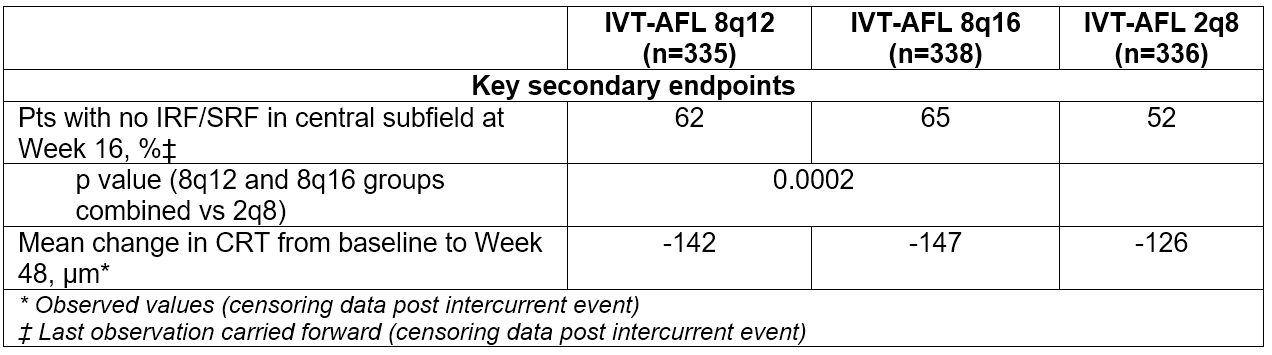 IVT-AFL 8q12 (n=335) IVT-AFL 8q16 (n=338) IVT-AFL 2q8 (n=336)
Key secondary endpoints
Pts with no IRF/SRF in central subfield at Week 16, %‡ 62 65 52
p value (8q12 and 8q16 groups combined vs 2q8) 0.0002
Mean change in CRT from baseline to Week 48, µm* -142 -147 -126
* Observed values (censoring data post intercurrent event)
‡ Last observation carried forward (censoring data post intercurrent event)